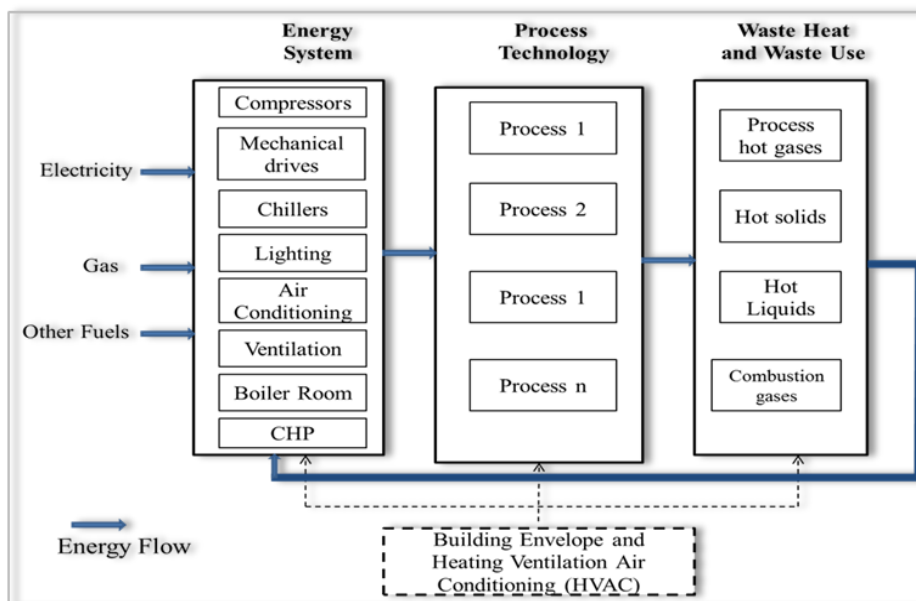 Energy
System
Process
Technology
Waste Heat
and Waste Use
Electricity
Gas
Other Fuels
Compressors
Mechanical
drives
Chillers
Lighting
Air
Conditioning
Ventilation
Boiler Room
CHP
Process 1
Process 2
Process 1
Process n
Process
hot gases
Hot solids
Hot
Liquids
Combustion
gases
Energy Flow
Building Envelope and
Heating Ventilation Air
Conditioning (HVAC)